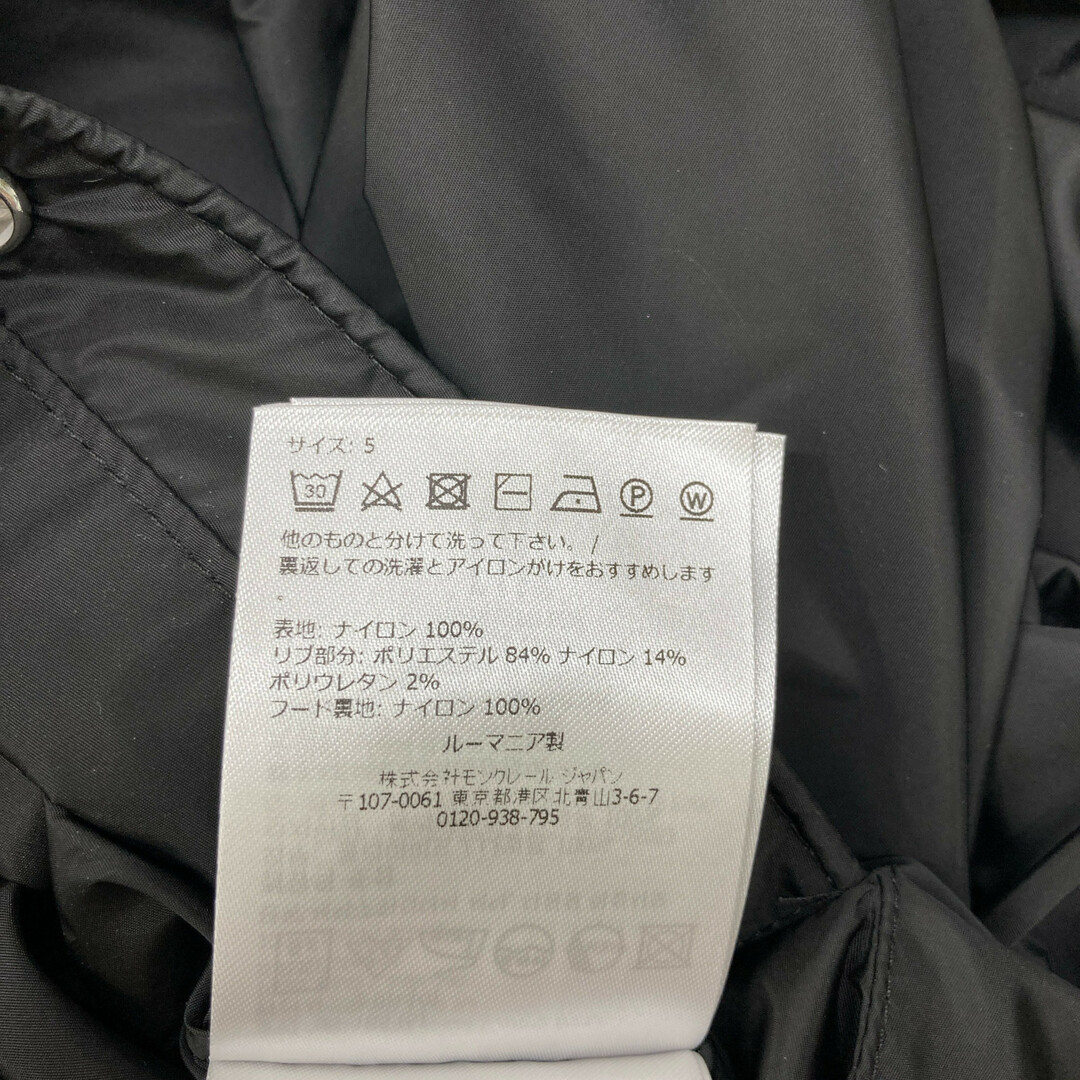 サイズ: 5
30 P W
他のものと分けて洗って下さい。 /
裏返しての洗濯とアイロンがけをおすすめします
。
表地: ナイロン 100%
リブ部分: ポリエステル 84% ナイロン 14%
ポリウレタン 2%
フード裏地: ナイロン 100%
ルーマニア製
株式会社モンクレール ジャパン
〒107-0061 東京都港区北青山3-6-7
0120-938-795